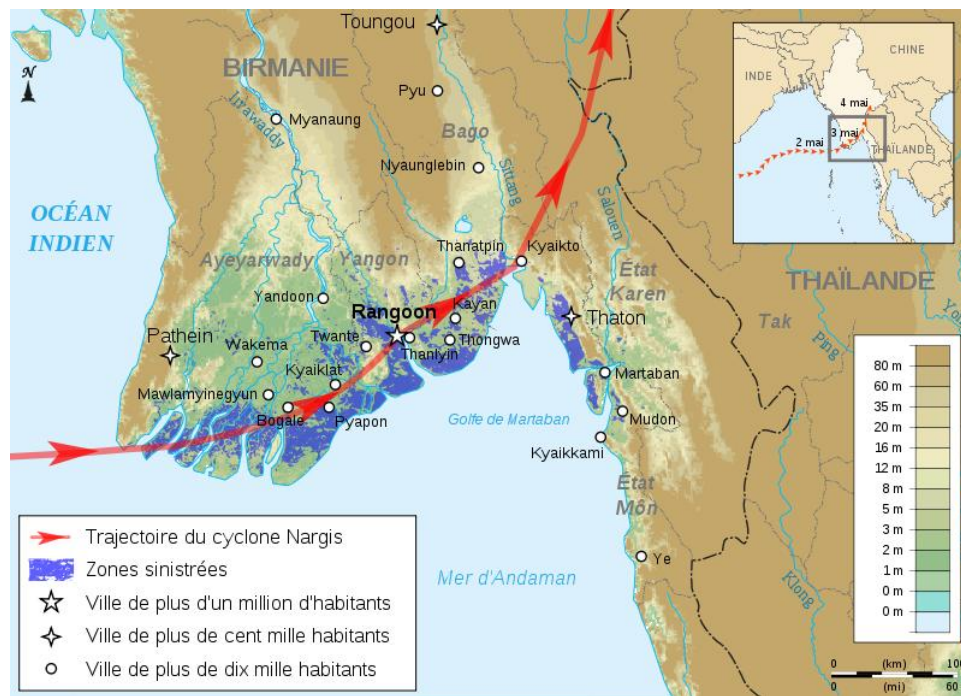 Toungou
BIRMANIE
N
Irrawaddy
Myanaung
Pyu
Bago
Nyaunglebin
Sittang
OCÉAN
INDIEN
Ayeyarwady
Yangon
Thanatpin
Kyaikto
Salouen
État
Karen
THAÏLANDE
Yandoon
Rangoon
Kayan
Thaton
Tak
Ping
Pathein
Wakema
Twante
Thanlyin
Thongwa
Kyaiklat
Mawlamyinegyun
Bogale
Pyapon
Golfe de Martaban
Martaban
Mudon
Kyaikkami
État
Môn
Ye
Mer d'Andaman
Klong
INDE
CHINE
4 mai
3 mai
2 mai
THAÏLANDE
80 m
60 m
35 m
20 m
16 m
12 m
8 m
5 m
3 m
2 m
1 m
0 m
0 m
Trajectoire du cyclone Nargis
Zones sinistrées
Ville de plus d'un million d'habitants
Ville de plus de cent mille habitants
Ville de plus de dix mille habitants
0 (km) 100
0 (mi) 60